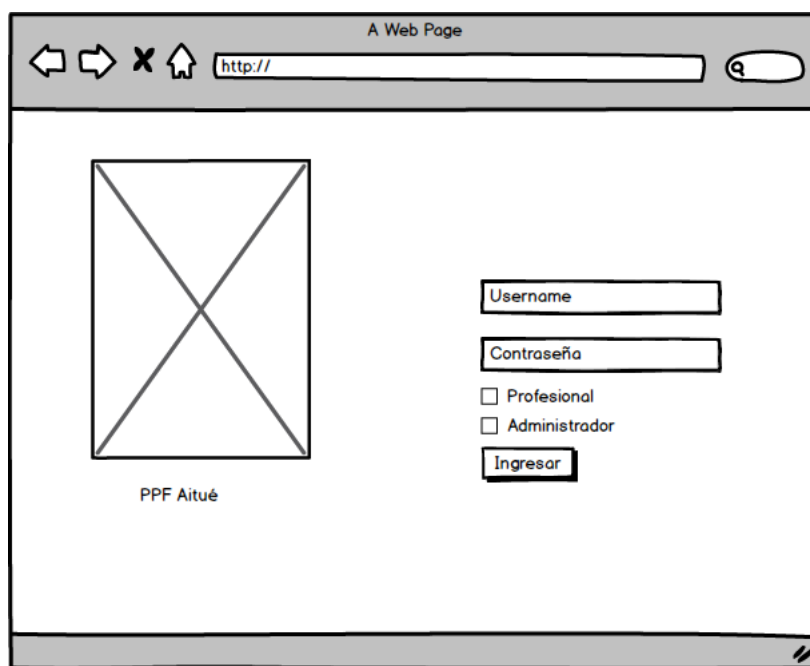 A Web Page
http://
Username
Contraseña
Profesional
Administrador
Ingresar
PPF Aitué